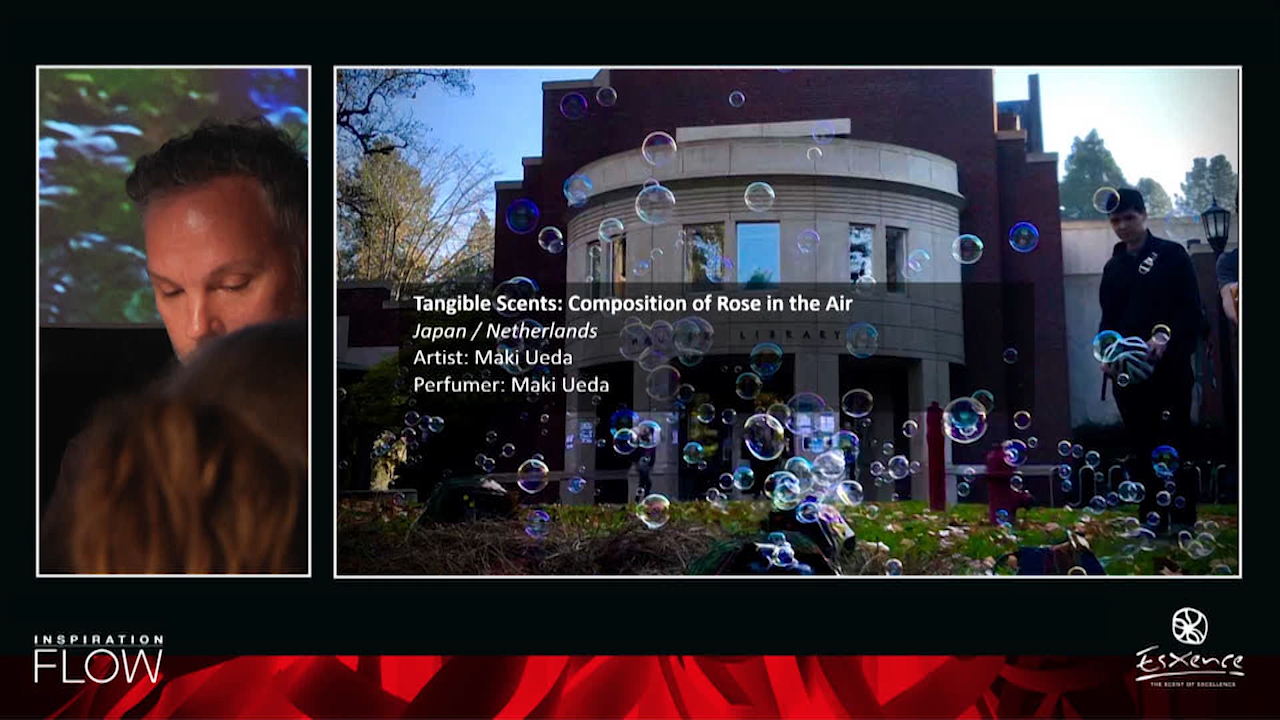 Tangible Scents: Composition of Rose in the Air
Japan / Netherlands
Artist: Maki Ueda
Perfumer: Maki Ueda
LIBRARY
INSPIRATION
FLOW
Esxence
THE SCENT OF EXCELLENCE